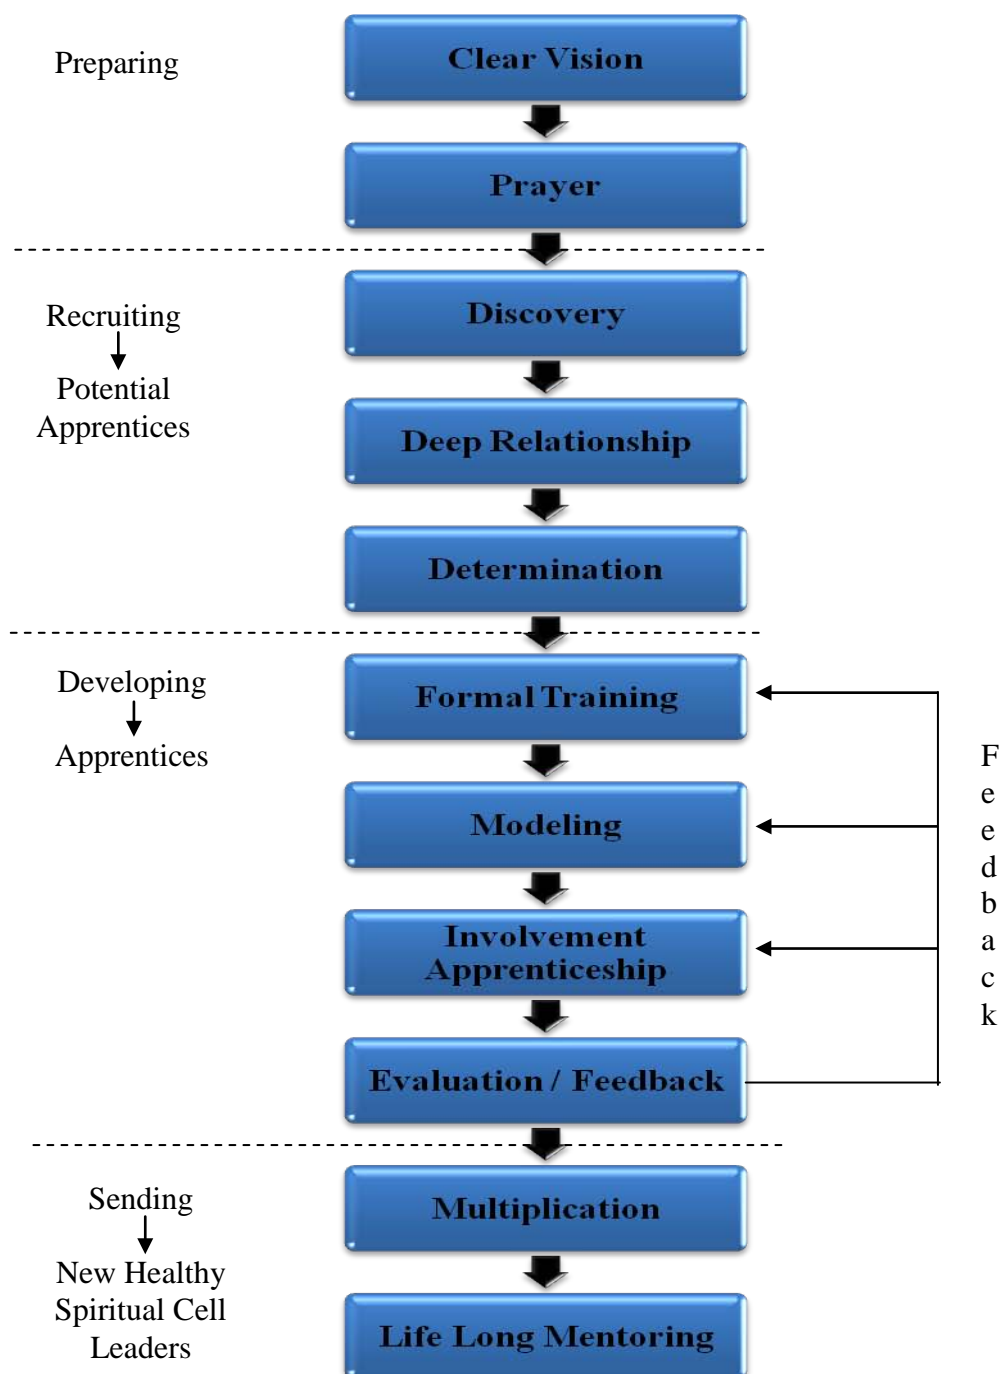 Preparing
Clear Vision
Prayer
Recruiting
Potential
Apprentices
Discovery
Deep Relationship
Determination
Developing
Apprentices
Formal Training
Modeling
Involvement
Apprenticeship
Evaluation / Feedback
Feedback
Sending
New Healthy
Spiritual Cell
Leaders
Multiplication
Life Long Mentoring